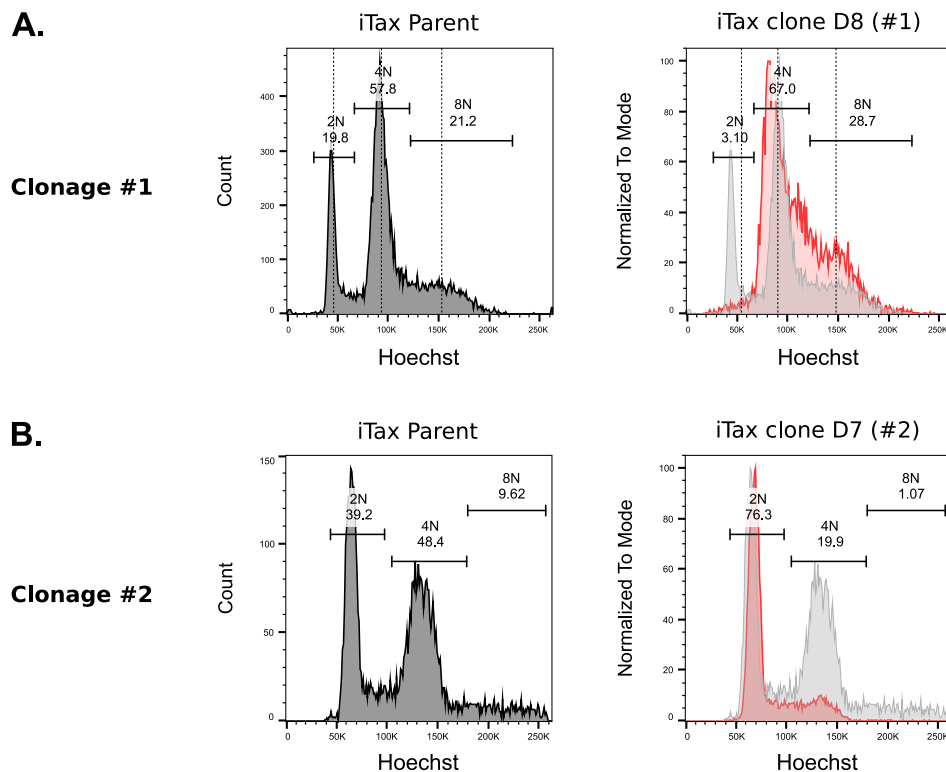 A.
iTax Parent
iTax clone D8 (#1)
Clonage #1
Count
400
300
200
100
0
2N
19.8
4N
57.8
8N
21.2
0
50K
100K
150K
200K
250K
Hoechst
Normalized To Mode
100
80
60
40
20
0
2N
3.10
4N
67.0
8N
28.7
0
50K
100K
150K
200K
250K
Hoechst
B.
iTax Parent
iTax clone D7 (#2)
Clonage #2
Count
150
100
50
0
2N
39.2
4N
48.4
8N
9.62
0
50K
100K
150K
200K
250K
Hoechst
Normalized To Mode
100
80
60
40
20
0
2N
76.3
4N
19.9
8N
1.07
0
50K
100K
150K
200K
250K
Hoechst